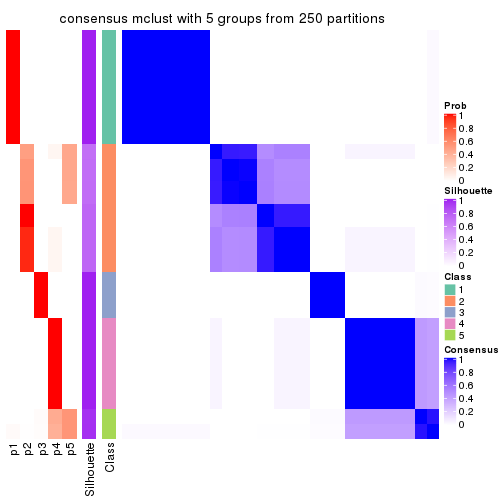 consensus mclust with 5 groups from 250 partitions
Prob
1
0.8
0.6
0.4
0.2
0
Silhouette
1
0.8
0.6
0.4
0.2
0
Class
1
2
3
4
5
Consensus
1
0.8
0.6
0.4
0.2
0
p1
p2
p3
p4
p5
Silhouette
Class